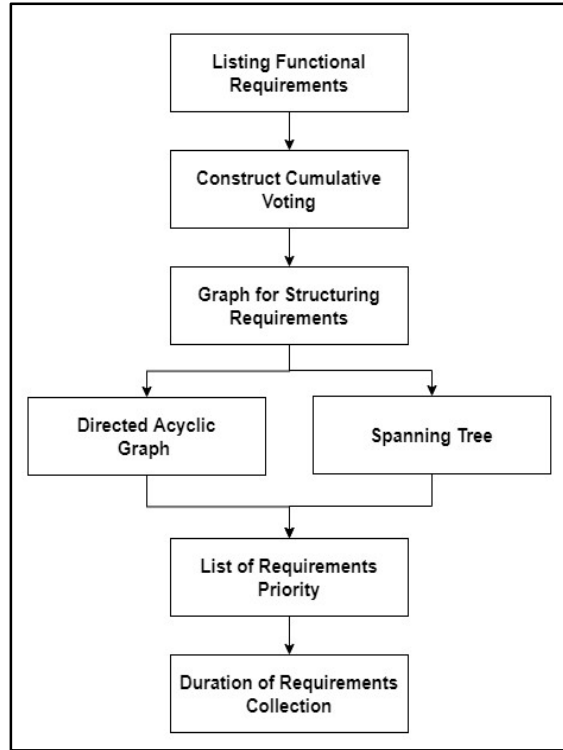 Listing Functional
Requirements
Construct Cumulative
Voting
Graph for Structuring
Requirements
Directed Acyclic
Graph
Spanning Tree
List of Requirements
Priority
Duration of Requirements
Collection